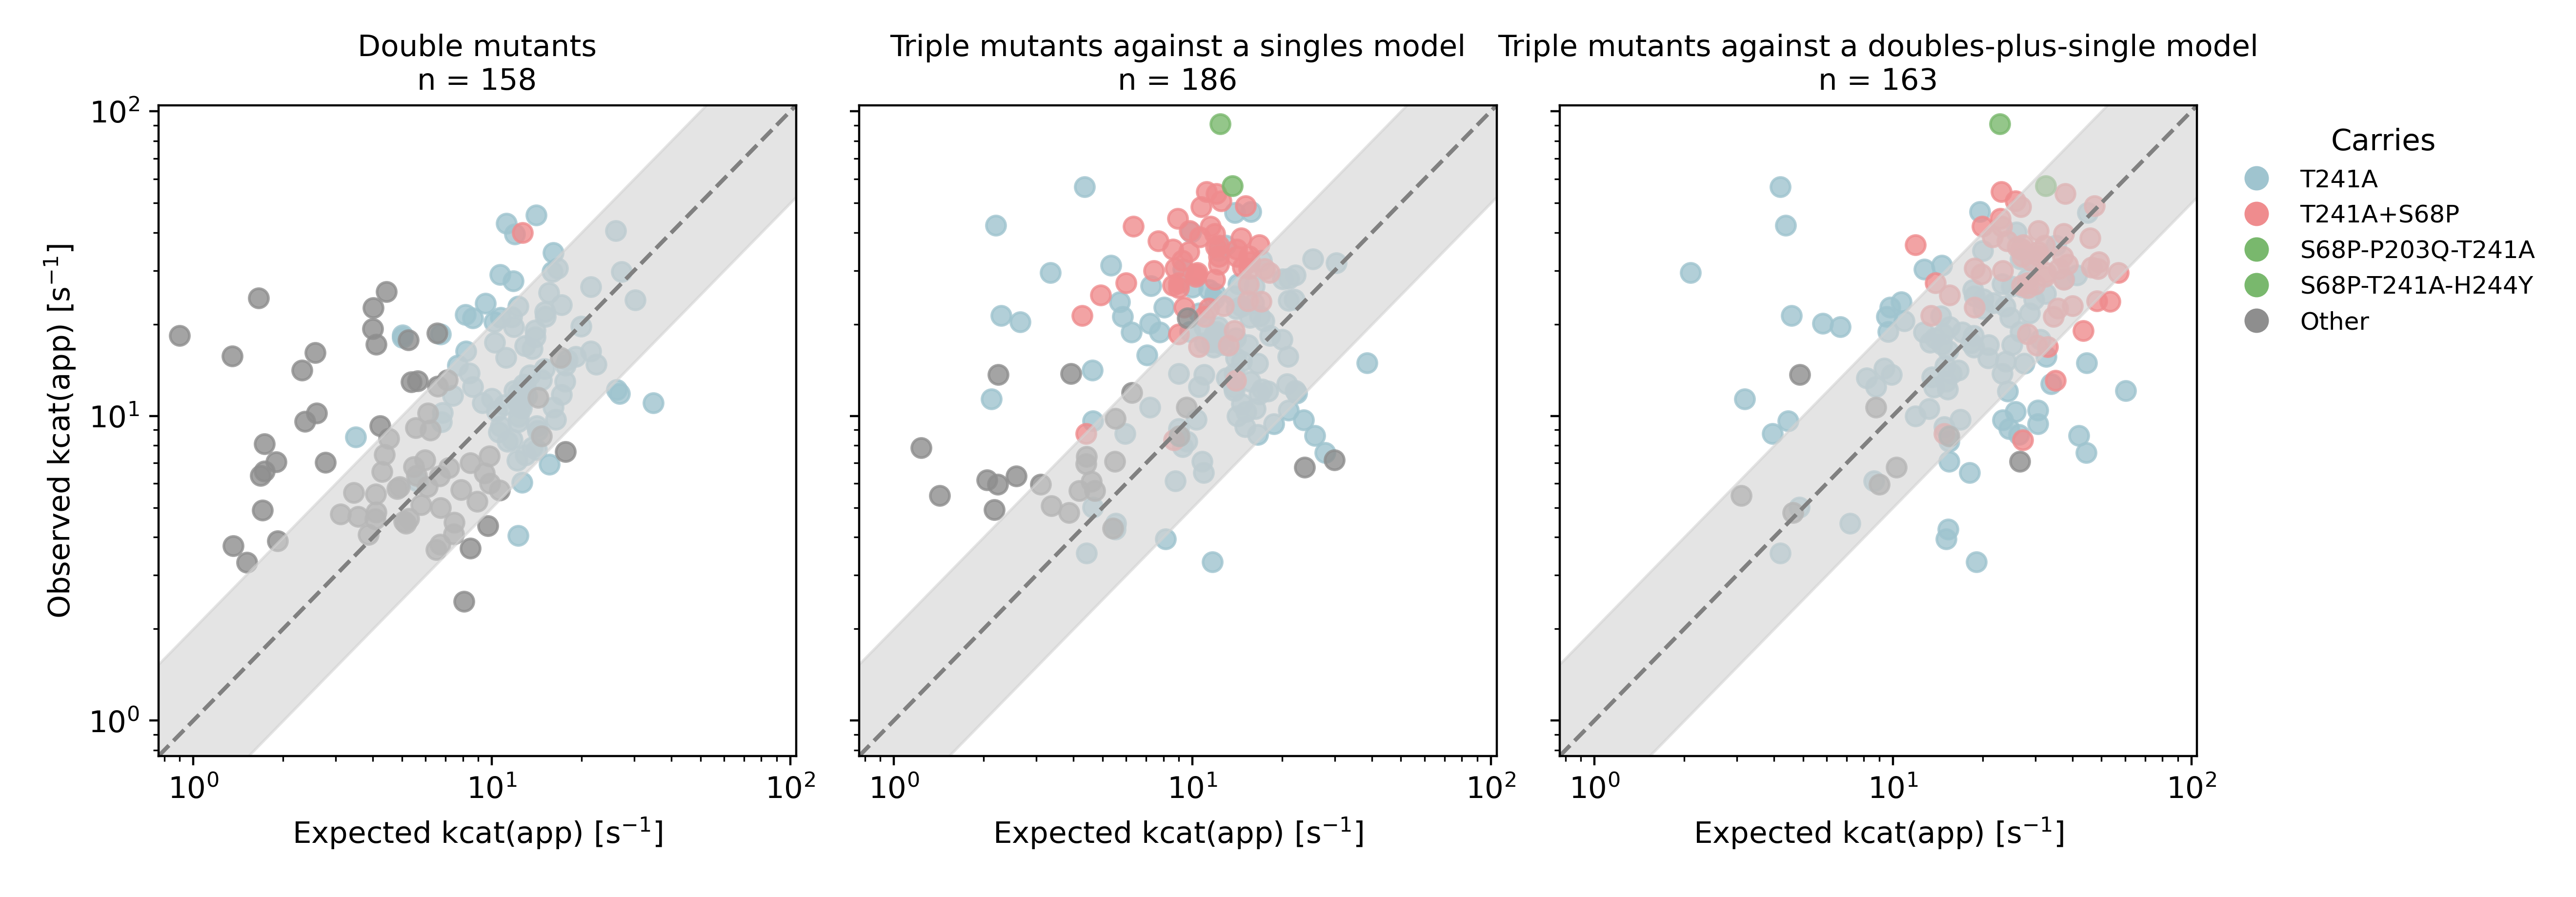 Double mutants
n = 158
Triple mutants against a singles model
n = 186
Triple mutants against a doubles-plus-single model
n = 163
Observed kcat(app) [s⁻¹]
10²
10¹
10⁰
10⁰ 10¹ 10²
Expected kcat(app) [s⁻¹]
10⁰ 10¹ 10²
Expected kcat(app) [s⁻¹]
10⁰ 10¹ 10²
Expected kcat(app) [s⁻¹]
Carries
T241A
T241A+S68P
S68P-P203Q-T241A
S68P-T241A-H244Y
Other